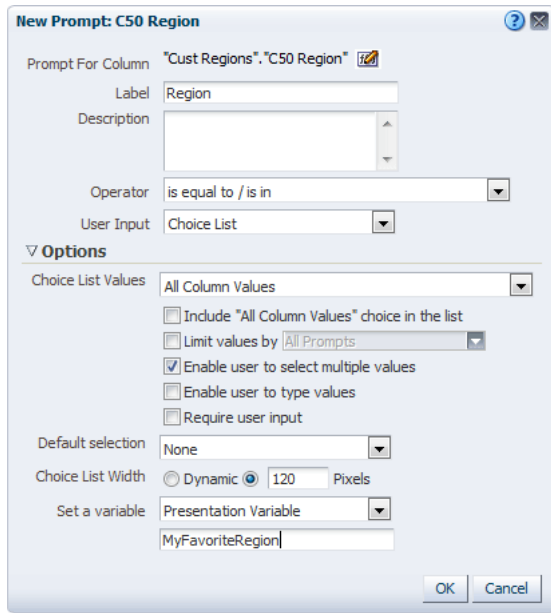 New Prompt: C50 Region
Prompt For Column "Cust Regions"."C50 Region"
Label Region
Description
Operator is equal to / is in
User Input Choice List
Options
Choice List Values All Column Values
Include "All Column Values" choice in the list
Limit values by All Prompts
Enable user to select multiple values
Enable user to type values
Require user input
Default selection None
Choice List Width Dynamic 120 Pixels
Set a variable Presentation Variable
MyFavoriteRegion
OK Cancel